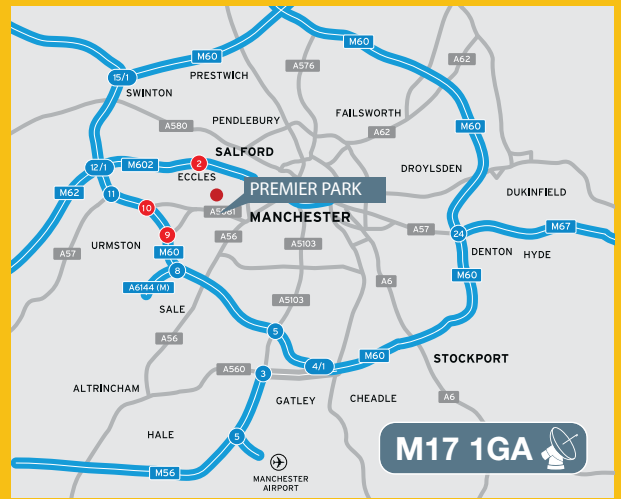 M60
M60
A576
A62
15/1
PRESTWICH
SWINTON
FAILSWORTH
PENDLEBURY
M60
A580
A62
SALFORD
12/1
M602
2
DROYLSDEN
ECCLES
M62
11
PREMIER PARK
DUKINFIELD
10
A5081
MANCHESTER
M67
A57
9
A56
24
URMSTON
A5103
DENTON
HYDE
A57
M60
8
M60
A6
A6144 (M)
A5103
SALE
5
A56
M60
STOCKPORT
A560
4/1
3
ALTRINCHAM
GATLEY
CHEADLE
A6
HALE
5
M17 1GA
M56
MANCHESTER
AIRPORT